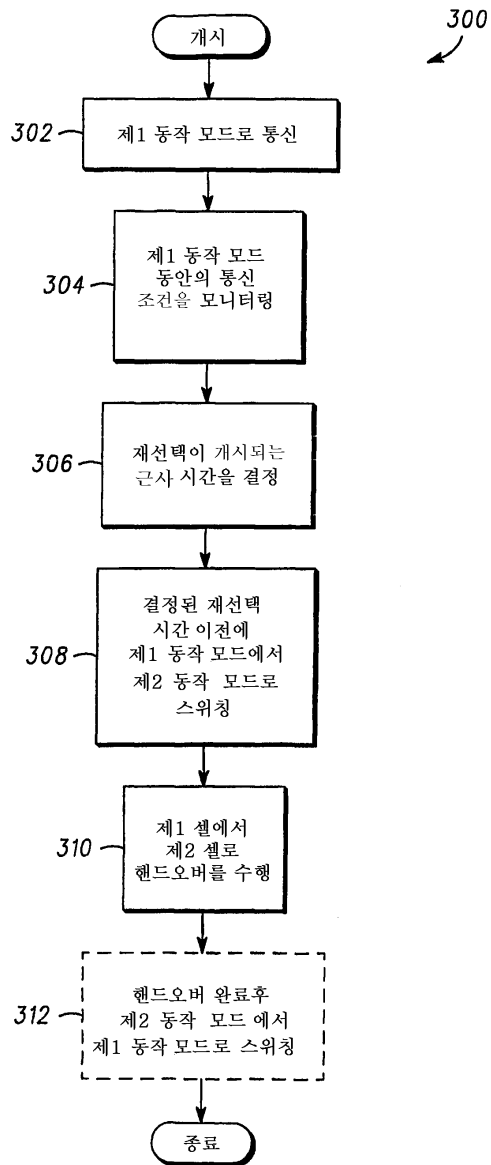 300
개시
302
제1 동작 모드로 통신
304
제1 동작 모드
동안의 통신
조건을 모니터링
306
재선택이 개시되는
근사 시간을 결정
308
결정된 재선택
시간 이전에
제1 동작 모드에서
제2 동작 모드로
스위칭
310
제1 셀에서
제2 셀로
핸드오버를 수행
312
핸드오버 완료후
제2 동작 모드 에서
제1 동작 모드로 스위칭
종료